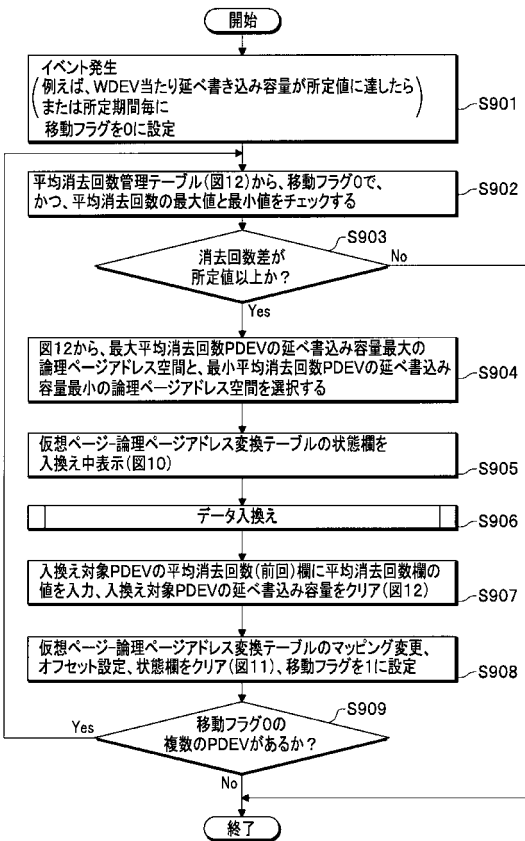 開始
イベント発生
例えば、WDEV当たり延べ書き込み容量が所定値に達したら
または所定期間毎に
移動フラグを0に設定
S901
平均消去回数管理テーブル(図12)から、移動フラグ0で、
かつ、平均消去回数の最大値と最小値をチェックする
S902
消去回数差が
所定値以上か?
S903
No
Yes
図12から、最大平均消去回数PDEVの延べ書込み容量最大の
論理ページアドレス空間と、最小平均消去回数PDEVの延べ書込み
容量最小の論理ページアドレス空間を選択する
S904
仮想ページ-論理ページアドレス変換テーブルの状態欄を
入換え中表示(図10)
S905
データ入換え
S906
入換え対象PDEVの平均消去回数(前回)欄に平均消去回数欄の
値を入力、入換え対象PDEVの延べ書込み容量をクリア(図12)
S907
仮想ページ-論理ページアドレス変換テーブルのマッピング変更、
オフセット設定、状態欄をクリア(図11)、移動フラグを1に設定
S908
Yes
移動フラグ0の
複数のPDEVがあるか?
S909
No
終了